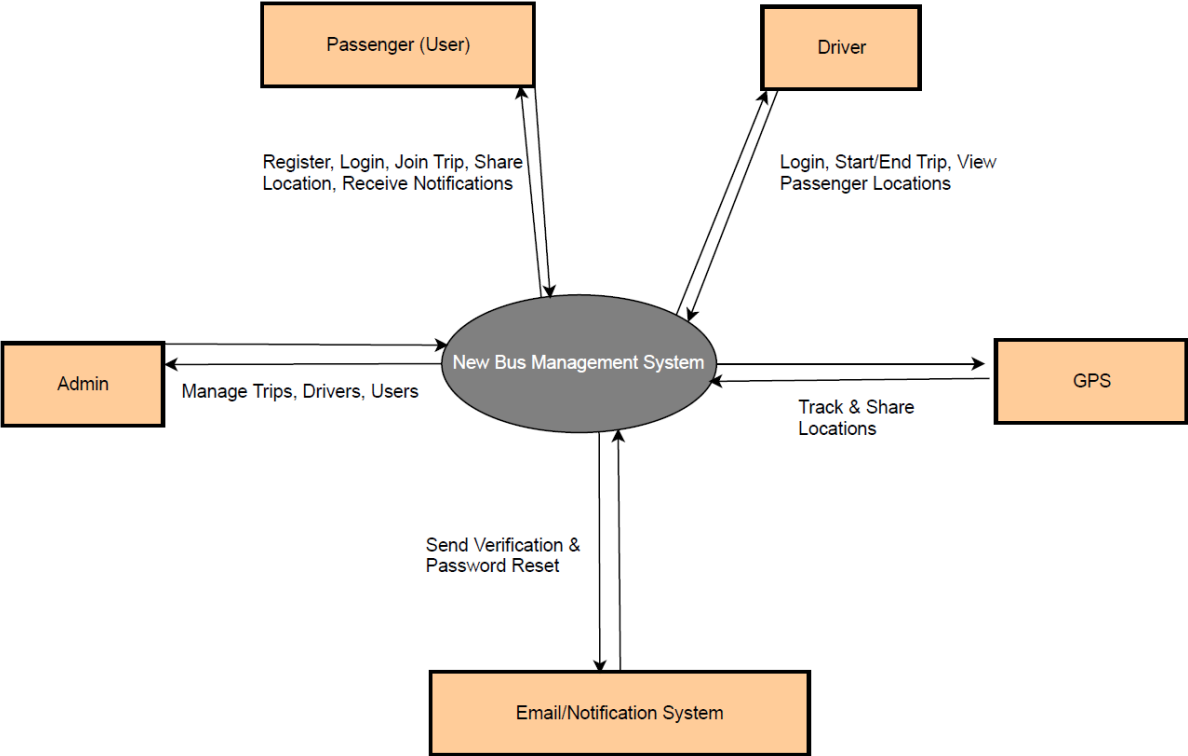 Passenger (User)
Driver
Register, Login, Join Trip, Share
Location, Receive Notifications
Login, Start/End Trip, View
Passenger Locations
New Bus Management System
Admin
Manage Trips, Drivers, Users
GPS
Track & Share
Locations
Send Verification &
Password Reset
Email/Notification System